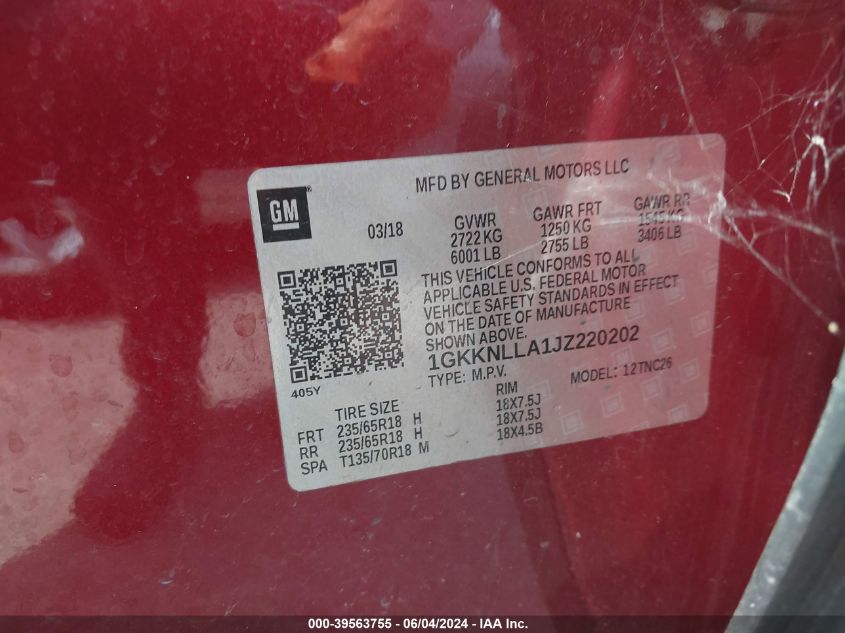 MFD BY GENERAL MOTORS LLC
GM
03/18
GVWR GAWR FRT GAWR RR
2722 KG 1250 KG 1545 KG
6001 LB 2755 LB 3406 LB
THIS VEHICLE CONFORMS TO ALL
APPLICABLE U.S. FEDERAL MOTOR
VEHICLE SAFETY STANDARDS IN EFFECT
ON THE DATE OF MANUFACTURE
SHOWN ABOVE.
1GKKNLLA1JZ220202
TYPE: M.P.V. MODEL: 12TNC26
405Y
TIRE SIZE RIM
FRT 235/65R18 H 18X7.5J
RR 235/65R18 H 18X7.5J
SPA T135/70R18 M 18X4.5B
000-39563755 - 06/04/2024 - IAA Inc.